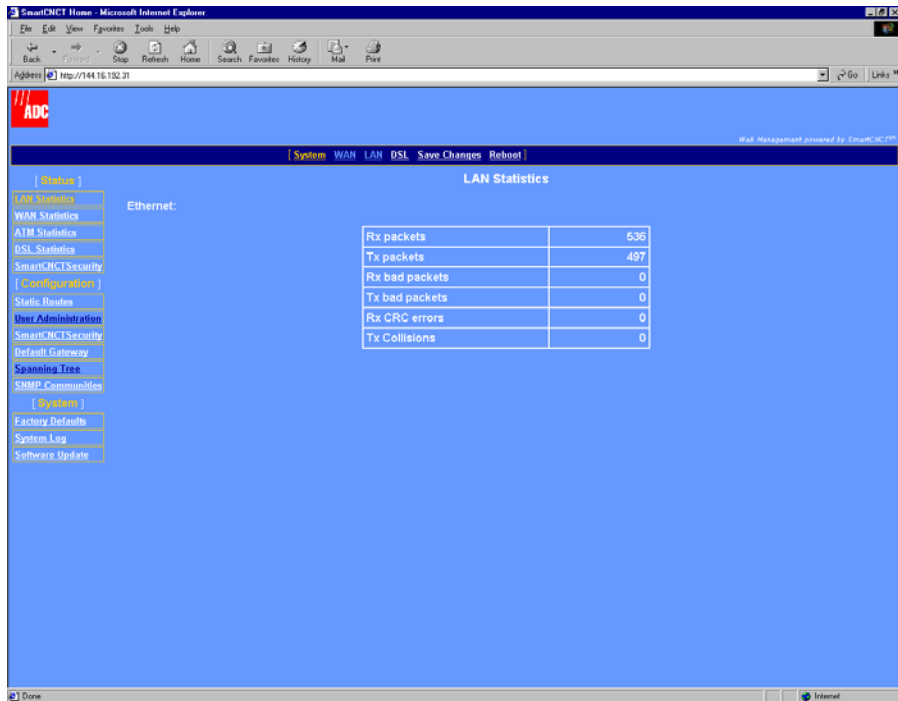 SmartCNCT Home - Microsoft Internet Explorer
File Edit View Favorites Tools Help
Back Forward Stop Refresh Home Search Favorites History Mail Print
Address http://144.16.192.31 Go Links »
ADC
Web Management powered by SmartCNCT
[ System WAN LAN DSL Save Changes Reboot ]
LAN Statistics
[ Status ]
LAN Statistics
WAN Statistics
ATM Statistics
DSL Statistics
SmartCNCTSecurity
[ Configuration ]
Static Routes
User Administration
SmartCNCTSecurity
Default Gateway
Spanning Tree
SNMP Communities
[ System ]
Factory Defaults
System Log
Software Update
Ethernet:
Rx packets 536
Tx packets 497
Rx bad packets 0
Tx bad packets 0
Rx CRC errors 0
Tx Collisions 0
Done Internet